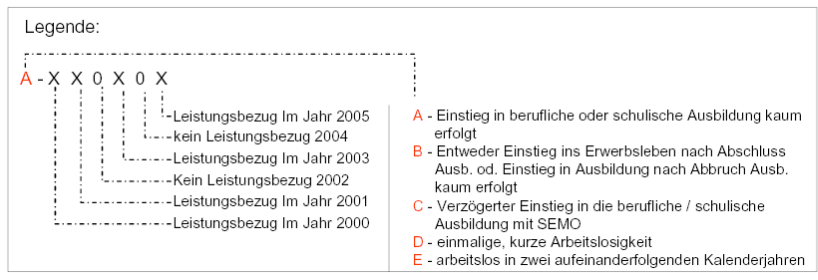 Legende:
A - X X 0 X 0 X
Leistungsbezug Im Jahr 2005
kein Leistungsbezug 2004
Leistungsbezug Im Jahr 2003
Kein Leistungsbezug 2002
Leistungsbezug Im Jahr 2001
Leistungsbezug Im Jahr 2000
A - Einstieg in berufliche oder schulische Ausbildung kaum
erfolgt
B - Entweder Einstieg ins Erwerbsleben nach Abschluss
Ausb. od. Einstieg in Ausbildung nach Abbruch Ausb.
kaum erfolgt
C - Verzögerter Einstieg in die berufliche / schulische
Ausbildung mit SEMO
D - einmalige, kurze Arbeitslosigkeit
E - arbeitslos in zwei aufeinanderfolgenden Kalenderjahren